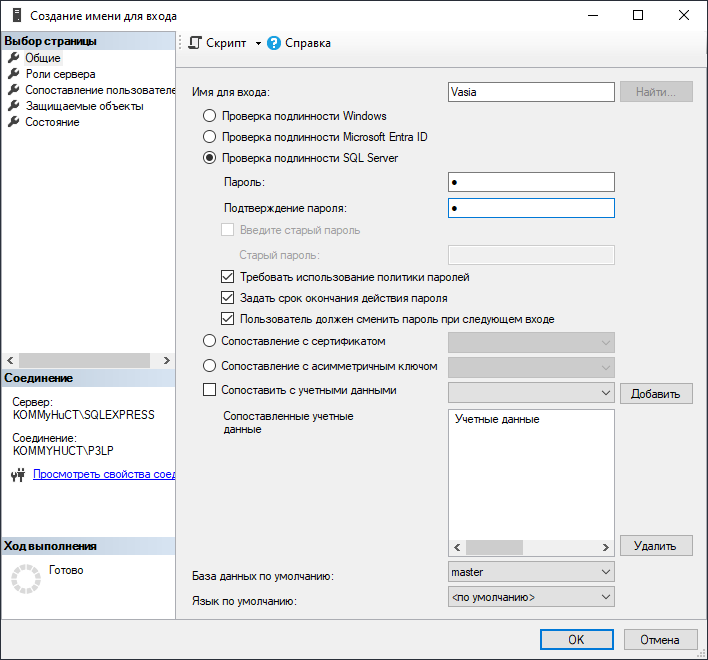 Создание имени для входа
Выбор страницы
Общие
Роли сервера
Сопоставление пользователе
Защищаемые объекты
Состояние
Соединение
Сервер:
KOMMyHuCT\SQLEXPRESS
Соединение:
KOMMYHUCT\P3LP
Просмотреть свойства соед
Ход выполнения
Готово
Скрипт
Справка
Имя для входа:
Vasia
Найти...
Проверка подлинности Windows
Проверка подлинности Microsoft Entra ID
Проверка подлинности SQL Server
Пароль:
●
Подтверждение пароля:
●
Введите старый пароль
Старый пароль:
Требовать использование политики паролей
Задать срок окончания действия пароля
Пользователь должен сменить пароль при следующем входе
Сопоставление с сертификатом
Сопоставление с асимметричным ключом
Сопоставить с учетными данными
Добавить
Сопоставленные учетные
данные
Учетные данные
Удалить
База данных по умолчанию:
master
Язык по умолчанию:
<по умолчанию>
OK
Отмена